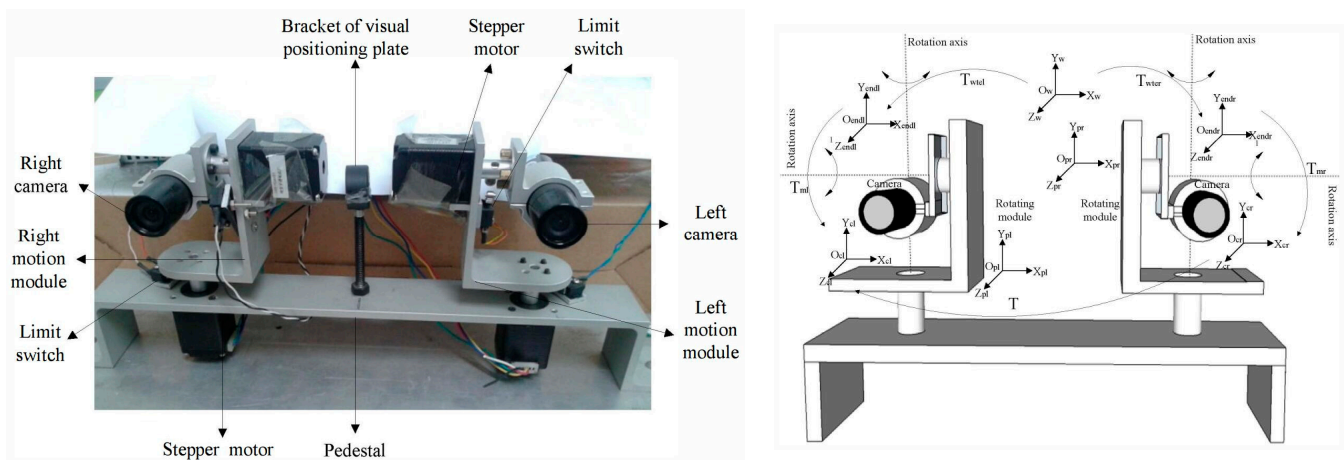 Bracket of visual
positioning plate
Stepper
motor
Limit
switch
Right
camera
Right
motion
module
Limit
switch
Left
camera
Left
motion
module
Stepper motor
Pedestal
Rotation axis
Rotation axis
Twtel
Yw
Ow
Xw
Zw
Twter
Yendl
Oendl
Xendl
Zendl
1
Yendr
Oendr
Xendr
1
Zendr
Rotation axis
Ypr
Opr
Xpr
Zpr
Tml
Camera
Rotating
module
Rotating
module
Camera
Tmr
Rotation axis
Ycl
Ocl
Xcl
Zcl
Ypl
Opl
Xpl
Zpl
Ycr
Ocr
Xcr
Zcr
T